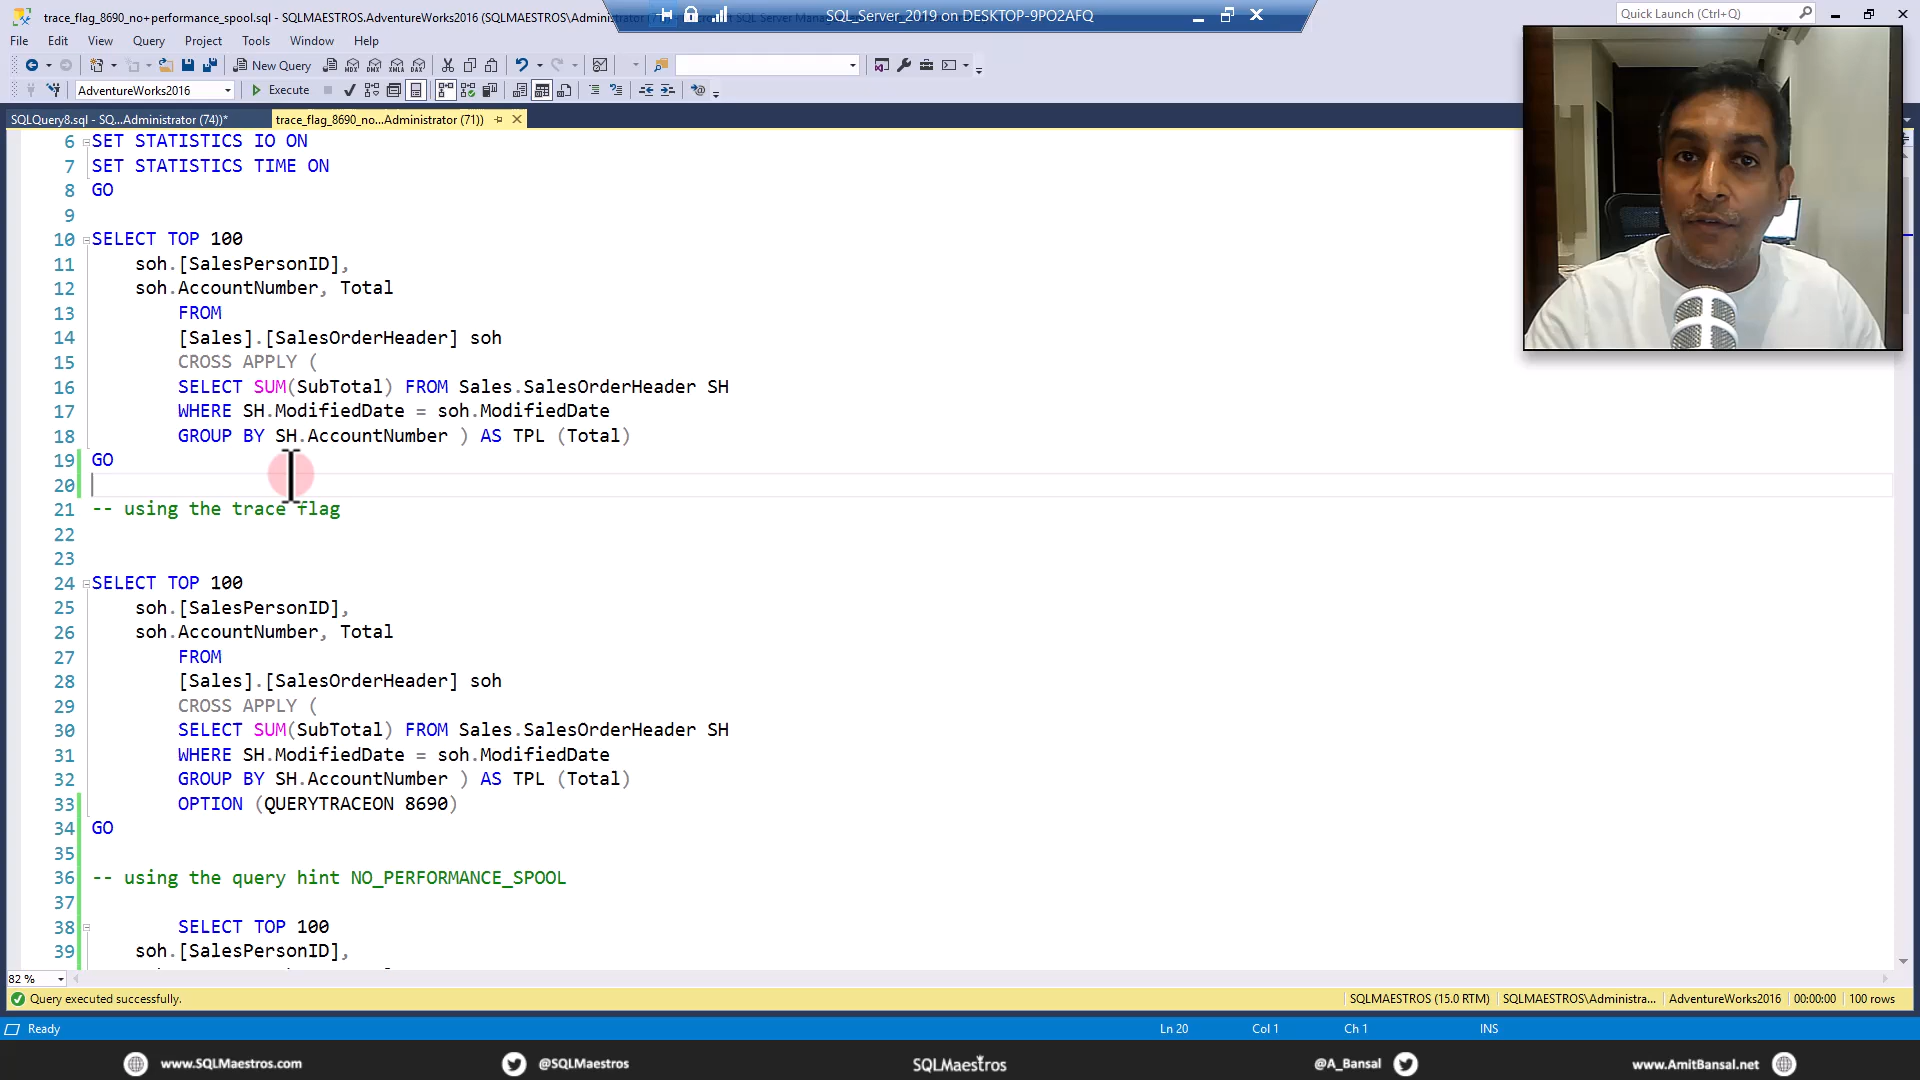 trace_flag_8690_no+performance_spool.sql - SQLMAESTROS.AdventureWorks2016 (SQLMAESTROS\Administrator
SQL_Server_2019 on DESKTOP-9PO2AFQ
Quick Launch (Ctrl+Q)
File Edit View Query Project Tools Window Help
New Query
AdventureWorks2016
Execute
SQLQuery8.sql - SQ...Administrator (74))*
trace_flag_8690_no...Administrator (71))
6 SET STATISTICS IO ON
7 SET STATISTICS TIME ON
8 GO
9
10 SELECT TOP 100
11 soh.[SalesPersonID],
12 soh.AccountNumber, Total
13 FROM
14 [Sales].[SalesOrderHeader] soh
15 CROSS APPLY (
16 SELECT SUM(SubTotal) FROM Sales.SalesOrderHeader SH
17 WHERE SH.ModifiedDate = soh.ModifiedDate
18 GROUP BY SH.AccountNumber ) AS TPL (Total)
19 GO
20
21 -- using the trace flag
22
23
24 SELECT TOP 100
25 soh.[SalesPersonID],
26 soh.AccountNumber, Total
27 FROM
28 [Sales].[SalesOrderHeader] soh
29 CROSS APPLY (
30 SELECT SUM(SubTotal) FROM Sales.SalesOrderHeader SH
31 WHERE SH.ModifiedDate = soh.ModifiedDate
32 GROUP BY SH.AccountNumber ) AS TPL (Total)
33 OPTION (QUERYTRACEON 8690)
34 GO
35
36 -- using the query hint NO_PERFORMANCE_SPOOL
37
38 SELECT TOP 100
39 soh.[SalesPersonID],
82 %
Query executed successfully.
SQLMAESTROS (15.0 RTM) SQLMAESTROS\Administra... AdventureWorks2016 00:00:00 100 rows
Ready
Ln 20 Col 1 Ch 1 INS
www.SQLMaestros.com
@SQLMaestros
SQLMaestros
@A_Bansal
www.AmitBansal.net